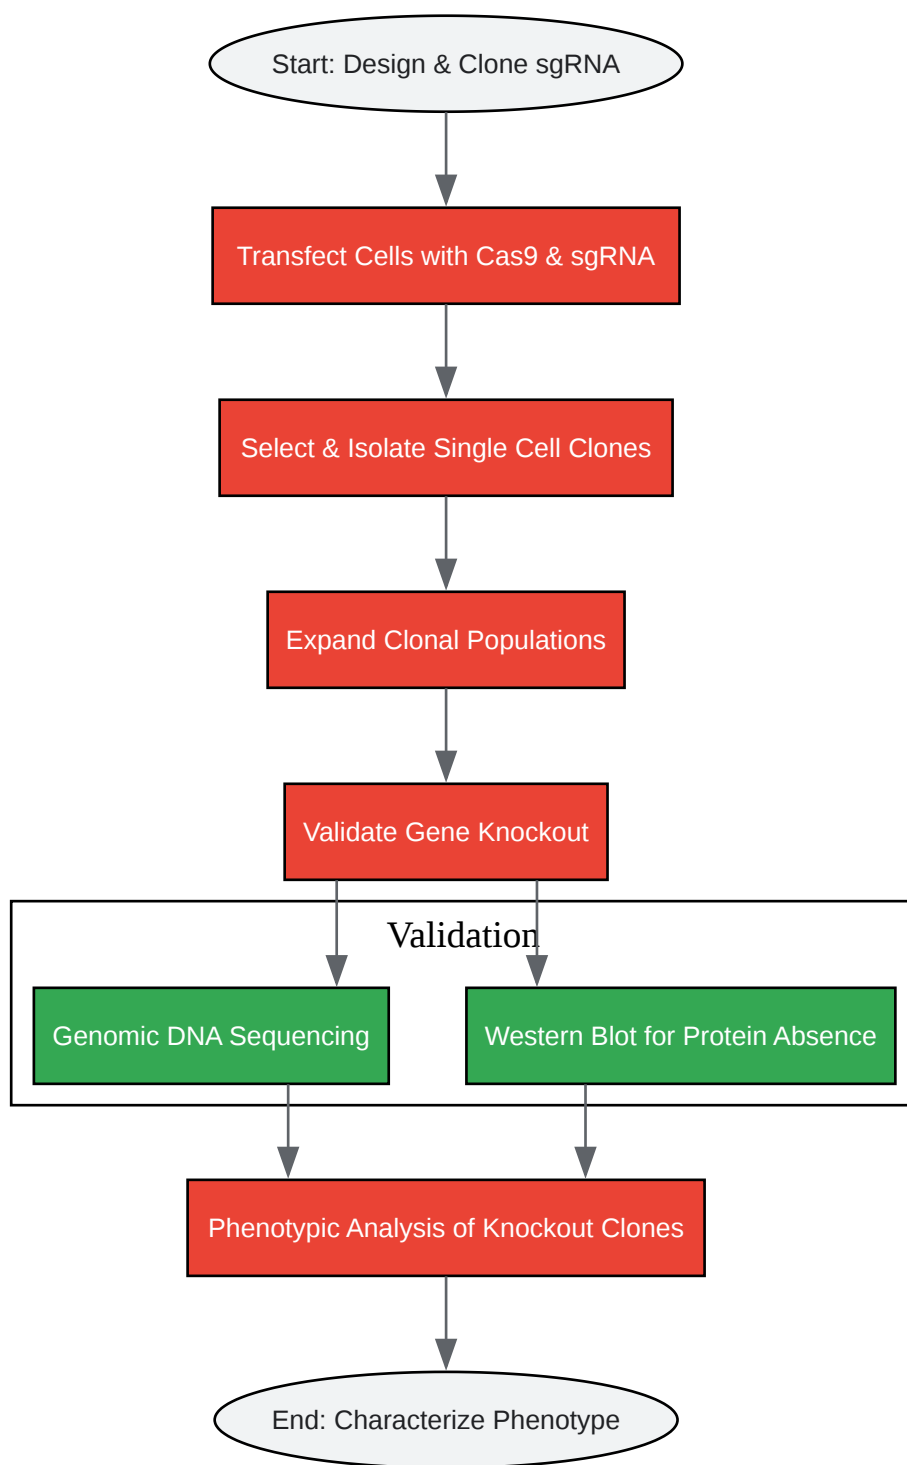 Start: Design & Clone sgRNA
Transfect Cells with Cas9 & sgRNA
Select & Isolate Single Cell Clones
Expand Clonal Populations
Validate Gene Knockout
Validation
Genomic DNA Sequencing
Western Blot for Protein Absence
Phenotypic Analysis of Knockout Clones
End: Characterize Phenotype